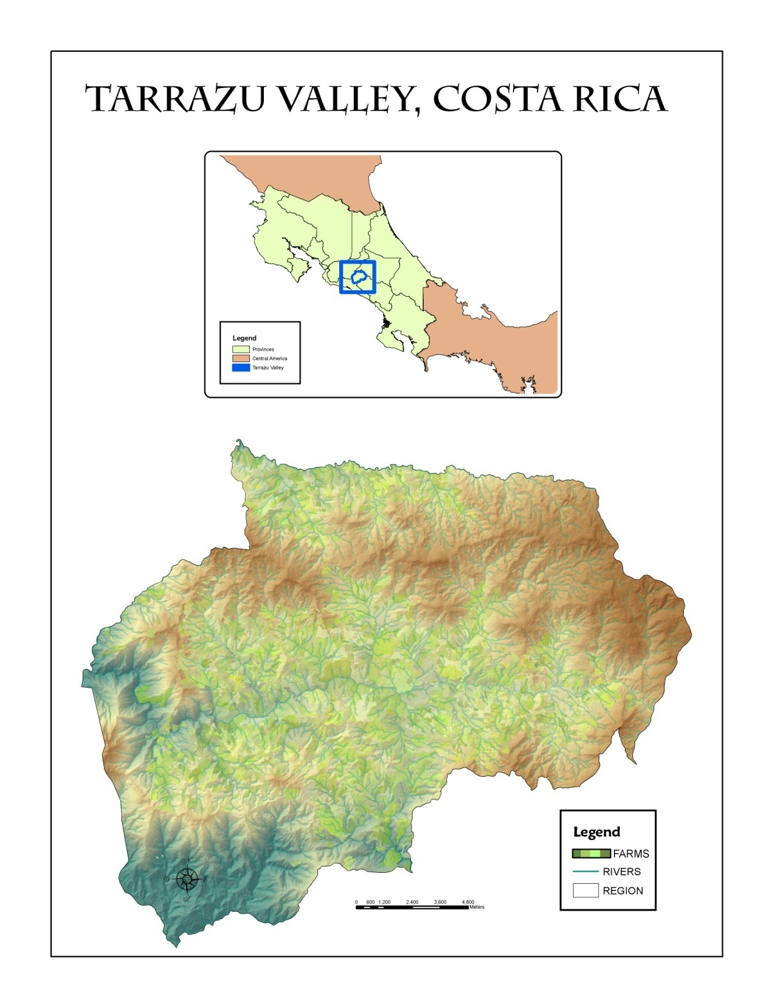 TARRAZU VALLEY, COSTA RICA
Legend
Provinces
Central America
Tarrazu Valley
N
W E
S
Legend
FARMS
RIVERS
REGION
0 600 1,200 2,400 3,600 4,800
Meters